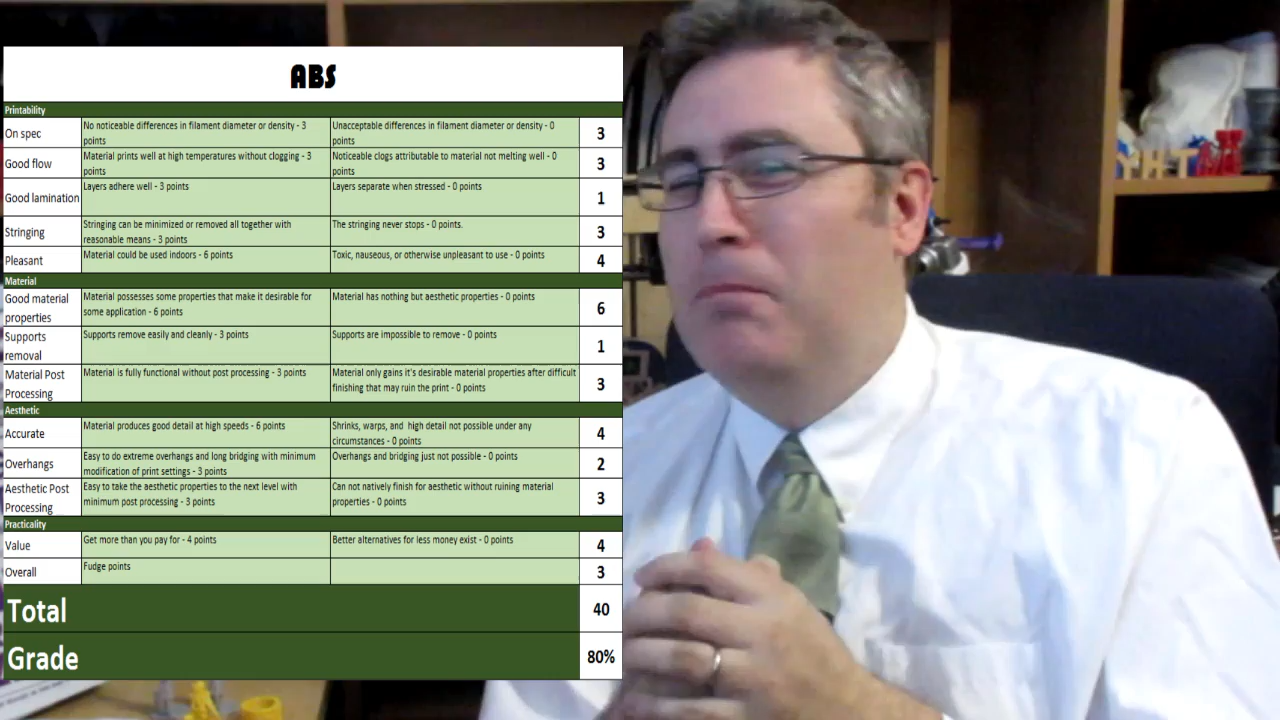 ABS
Printability
On spec
No noticeable differences in filament diameter or density - 3
points
Unacceptable differences in filament diameter or density - 0
points
3
Good flow
Material prints well at high temperatures without clogging - 3
points
Noticeable clogs attributable to material not melting well - 0
points
3
Good lamination
Layers adhere well - 3 points
Layers separate when stressed - 0 points
1
Stringing
Stringing can be minimized or removed all together with
reasonable means - 3 points
The stringing never stops - 0 points.
3
Pleasant
Material could be used indoors - 6 points
Toxic, nauseous, or otherwise unpleasant to use - 0 points
4
Material
Good material
properties
Material possesses some properties that make it desirable for
some application - 6 points
Material has nothing but aesthetic properties - 0 points
6
Supports
removal
Supports remove easily and cleanly - 3 points
Supports are impossible to remove - 0 points
1
Material Post
Processing
Material is fully functional without post processing - 3 points
Material only gains it's desirable material properties after difficult
finishing that may ruin the print - 0 points
3
Aesthetic
Accurate
Material produces good detail at high speeds - 6 points
Shrinks, warps, and high detail not possible under any
circumstances - 0 points
4
Overhangs
Easy to do extreme overhangs and long bridging with minimum
modification of print settings - 3 points
Overhangs and bridging just not possible - 0 points
2
Aesthetic Post
Processing
Easy to take the aesthetic properties to the next level with
minimum post processing - 3 points
Can not natively finish for aesthetic without ruining material
properties - 0 points
3
Practicality
Value
Get more than you pay for - 4 points
Better alternatives for less money exist - 0 points
4
Overall
Fudge points
3
Total
40
Grade
80%